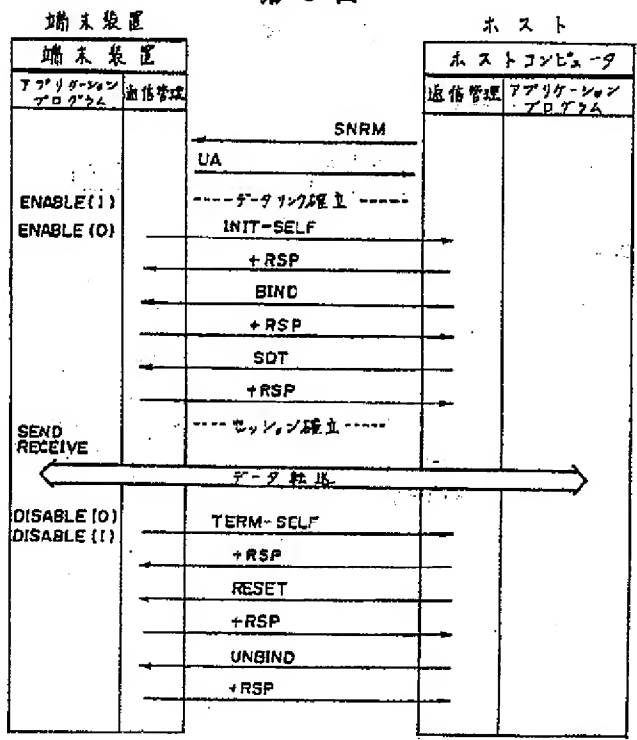 端末装置
ホスト
端末装置
ホストコンピュータ
アプリケーション
プログラム
通信管理
通信管理
アプリケーション
プログラム
SNRM
UA
ENABLE(1)
----データリンク確立-----
ENABLE(0)
INIT-SELF
+RSP
BIND
+RSP
SDT
+RSP
----セッション確立-----
SEND
RECEIVE
データ転送
DISABLE(0)
DISABLE(1)
TERM-SELF
+RSP
RESET
+RSP
UNBIND
+RSP